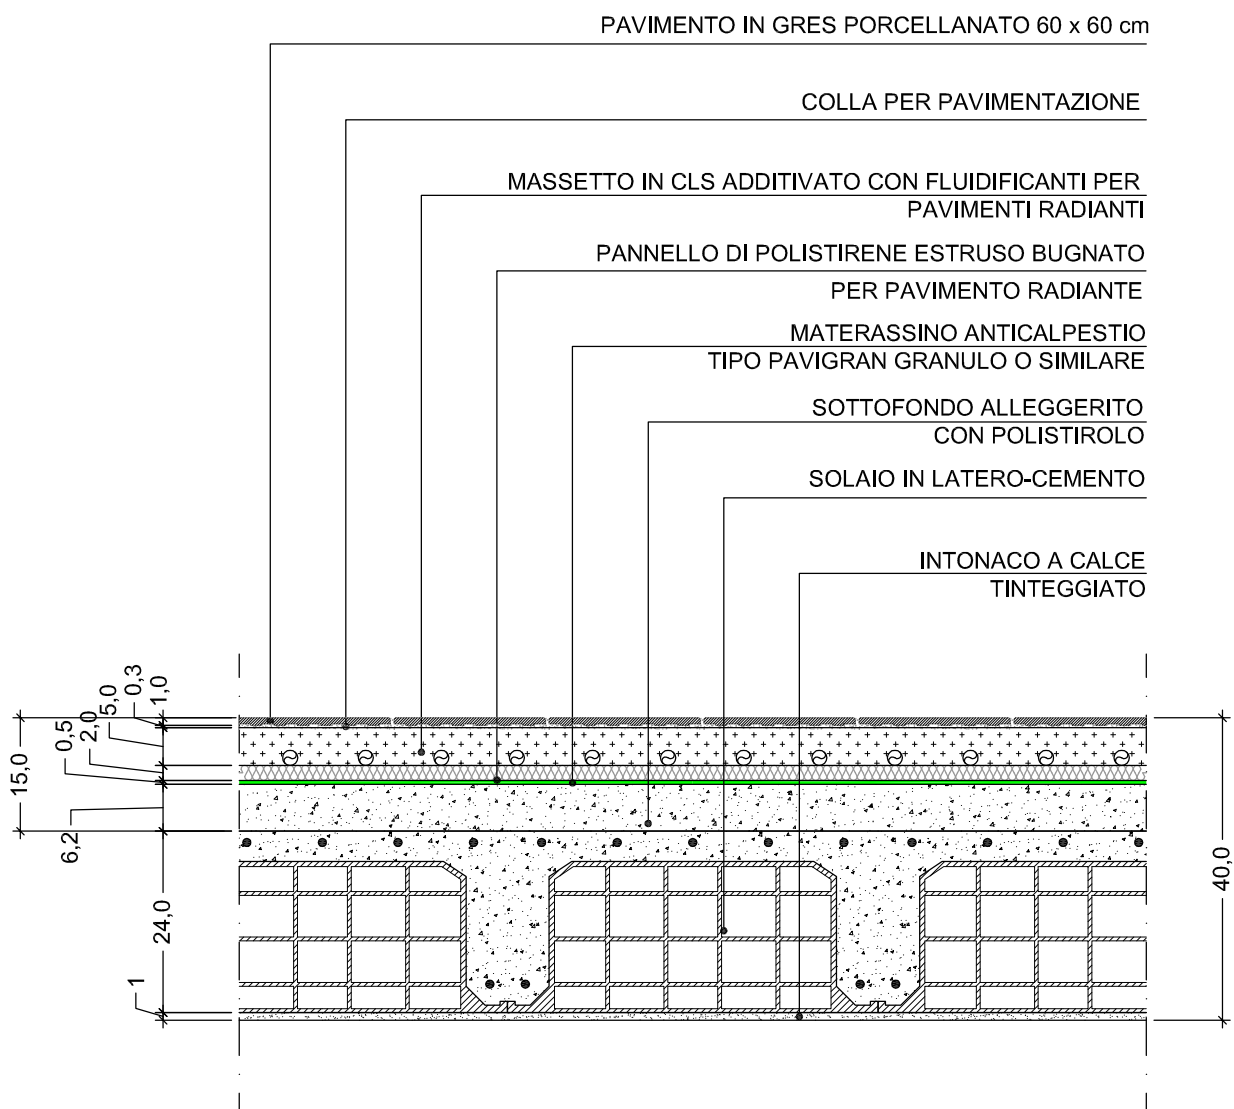 PAVIMENTO IN GRES PORCELLANATO 60 x 60 cm
COLLA PER PAVIMENTAZIONE
MASSETTO IN CLS ADDITIVATO CON FLUIDIFICANTI PER
PAVIMENTI RADIANTI
PANNELLO DI POLISTIRENE ESTRUSO BUGNATO
PER PAVIMENTO RADIANTE
MATERASSINO ANTICALPESTIO
TIPO PAVIGRAN GRANULO O SIMILARE
SOTTOFONDO ALLEGGERITO
CON POLISTIROLO
SOLAIO IN LATERO-CEMENTO
INTONACO A CALCE
TINTEGGIATO
15,0
6,2
0,5
2,0
5,0
0,3
1,0
24,0
1
40,0